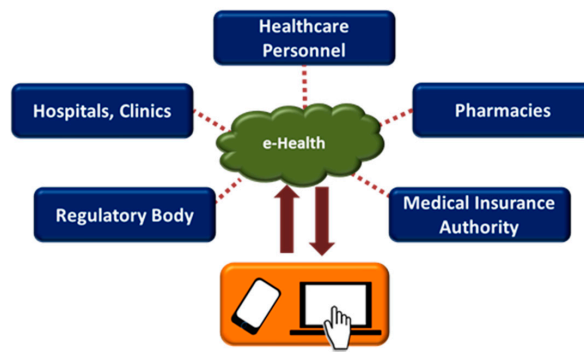 Healthcare
Personnel
Hospitals, Clinics
Pharmacies
e-Health
Regulatory Body
Medical Insurance
Authority